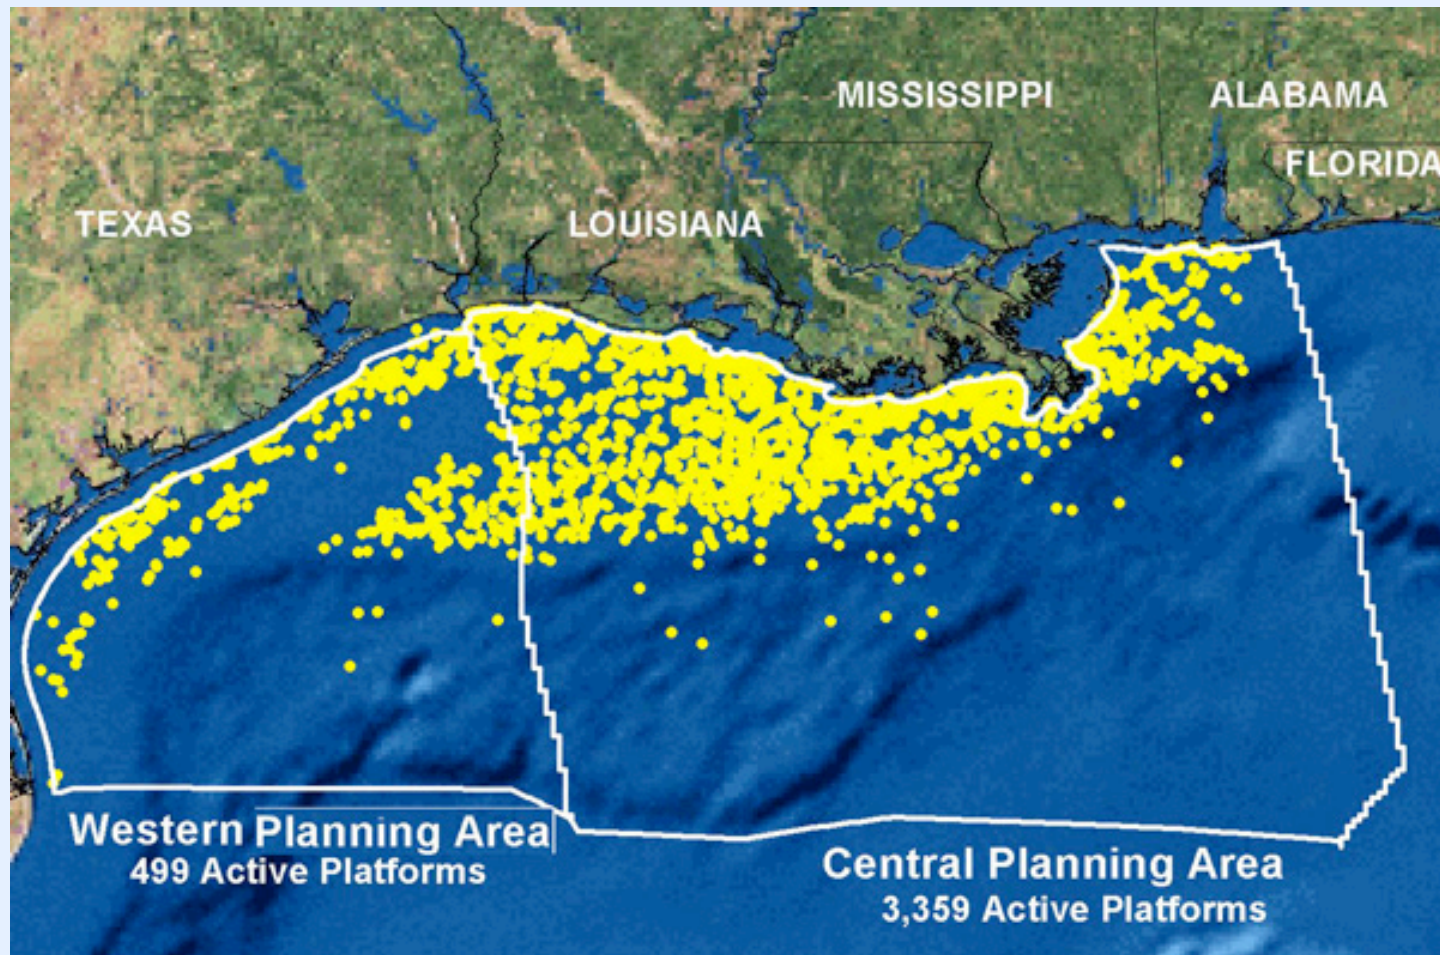 MISSISSIPPI
ALABAMA
FLORIDA
TEXAS
LOUISIANA
Western Planning Area
499 Active Platforms
Central Planning Area
3,359 Active Platforms